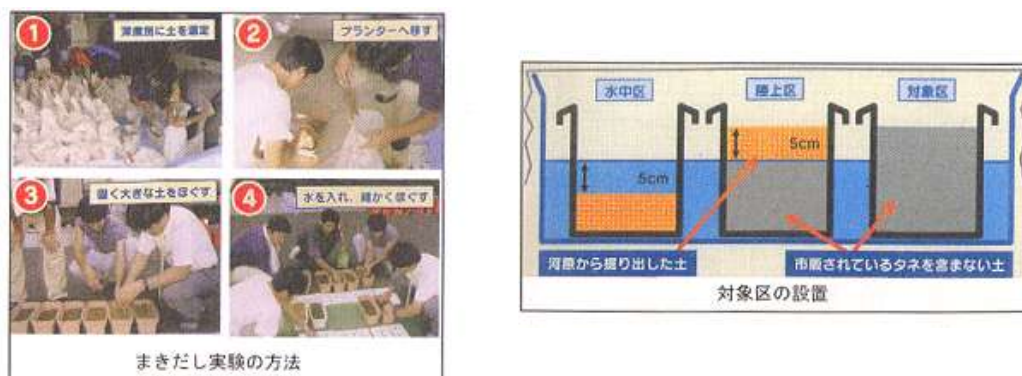 1
深度別に土を選定
2
プランターへ移す
3
固く大きな土をほぐす
4
水を入れ、細かくほぐす
まきだし実験の方法
水中区
陸上区
対象区
5cm
5cm
河原から掘り出した土
市販されているタネを含まない土
対象区の設置